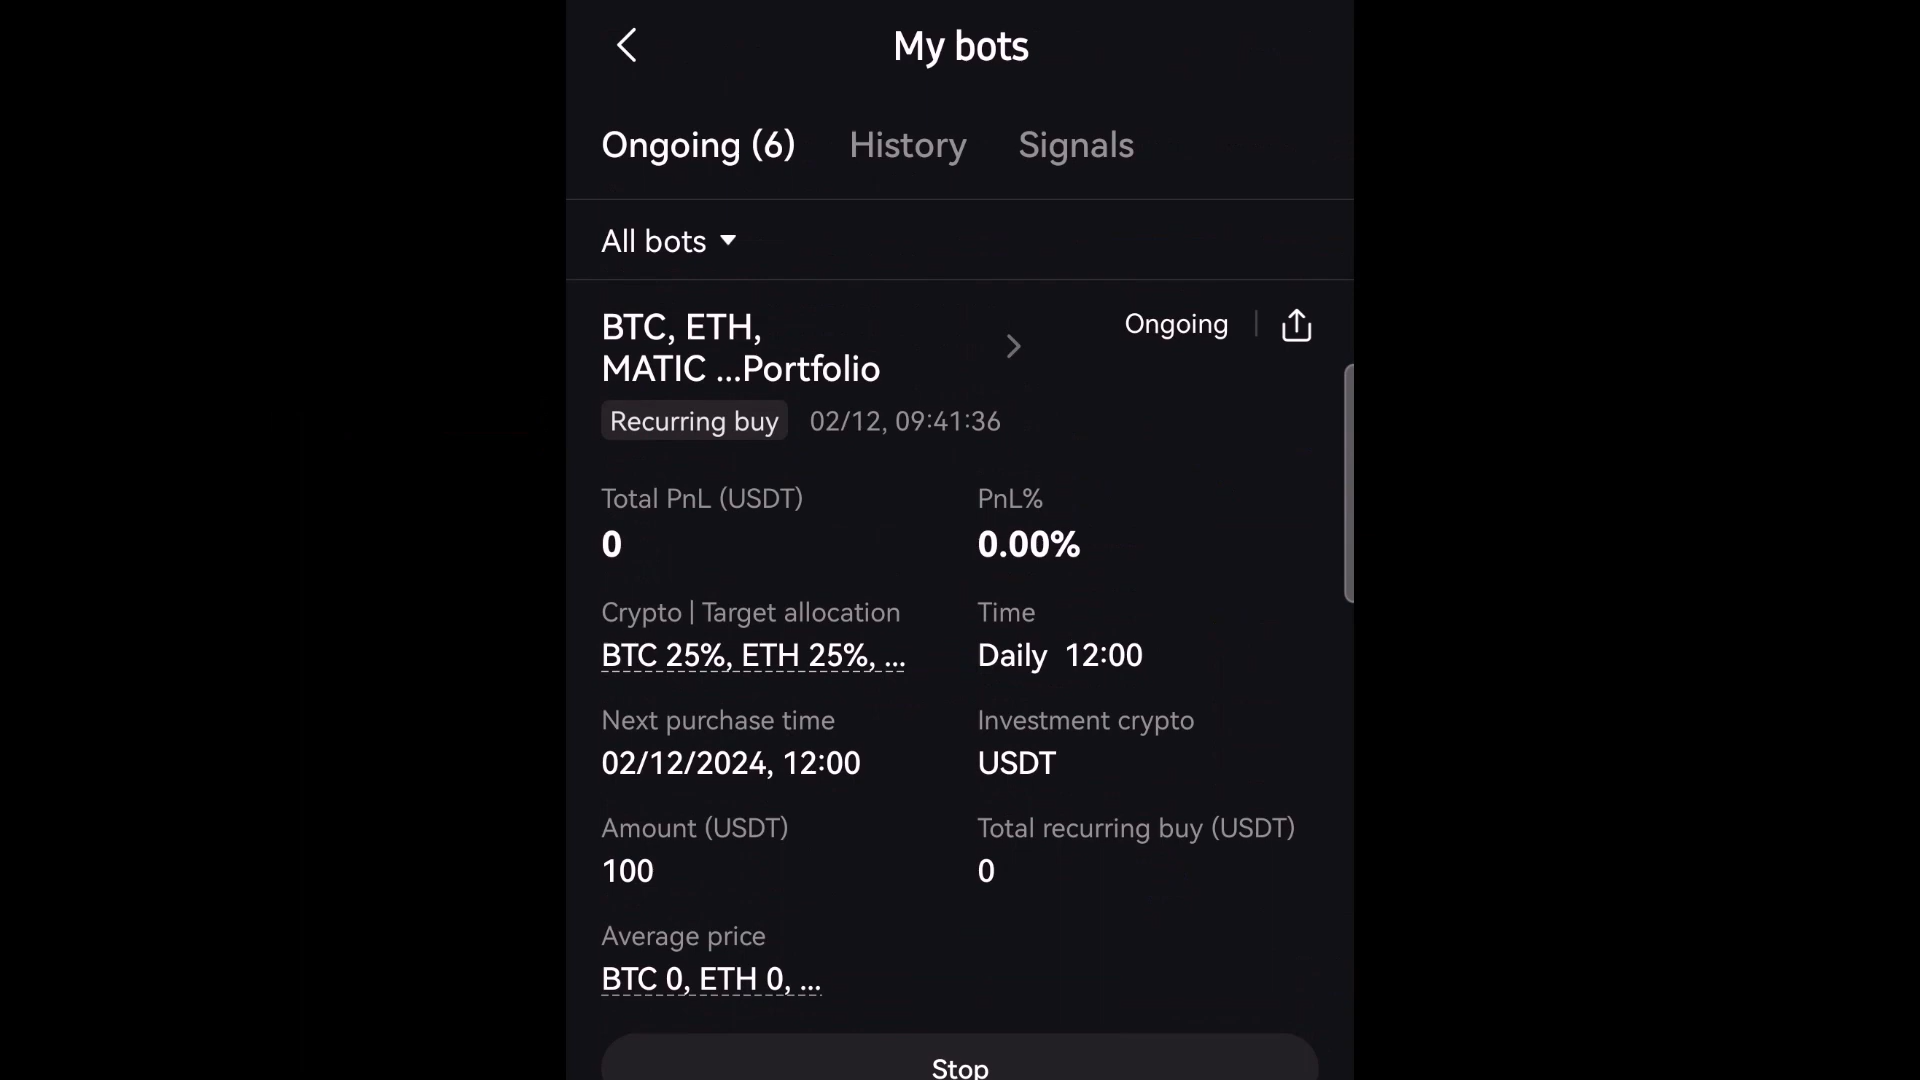 My bots
Ongoing (6) History Signals
All bots
BTC, ETH,
MATIC ...Portfolio
Ongoing
Recurring buy 02/12, 09:41:36
Total PnL (USDT) PnL%
0 0.00%
Crypto | Target allocation Time
BTC 25%, ETH 25%, ... Daily 12:00
Next purchase time Investment crypto
02/12/2024, 12:00 USDT
Amount (USDT) Total recurring buy (USDT)
100 0
Average price
BTC 0, ETH 0, ...
Stop